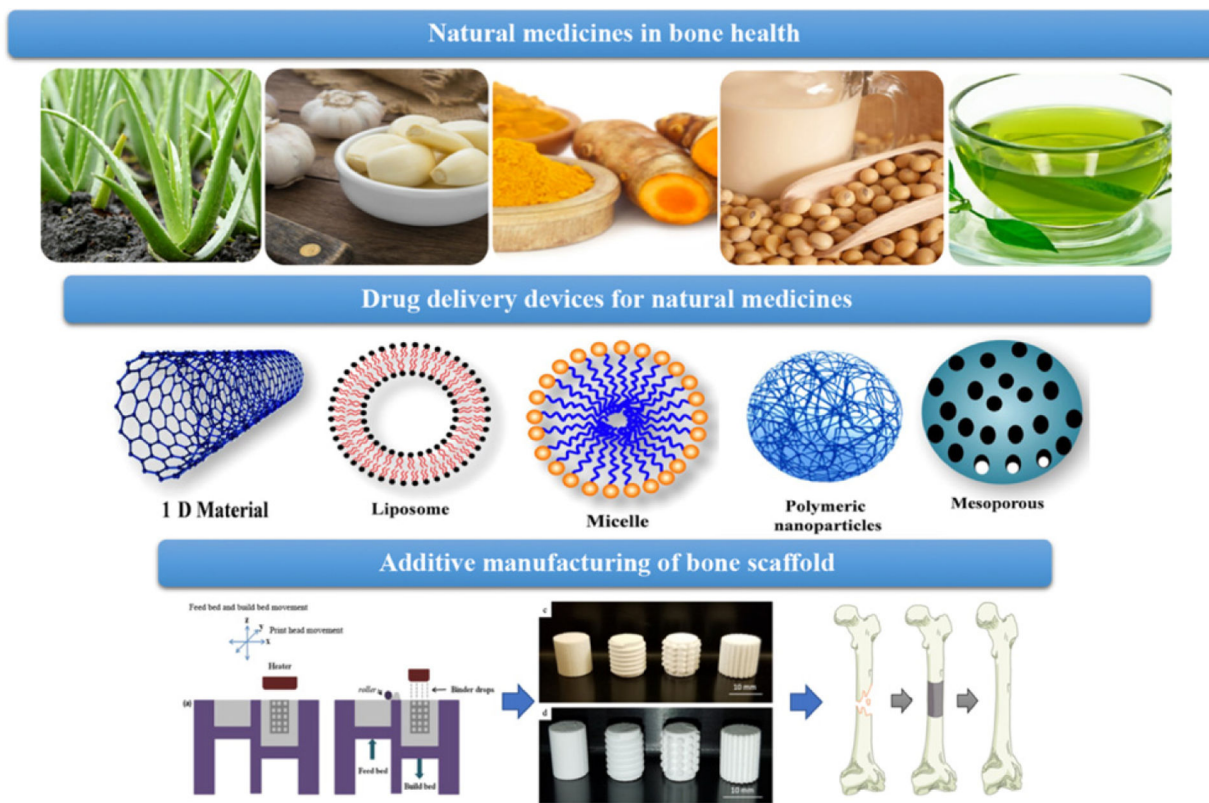 Natural medicines in bone health
Drug delivery devices for natural medicines
1 D Material
Liposome
Micelle
Polymeric
nanoparticles
Mesoporous
Additive manufacturing of bone scaffold
Feed bed and build bed movement
z
y
Print head movement
x
Heater
roller
Binder drops
(a)
Feed bed
Build bed
c
10 mm
d
10 mm